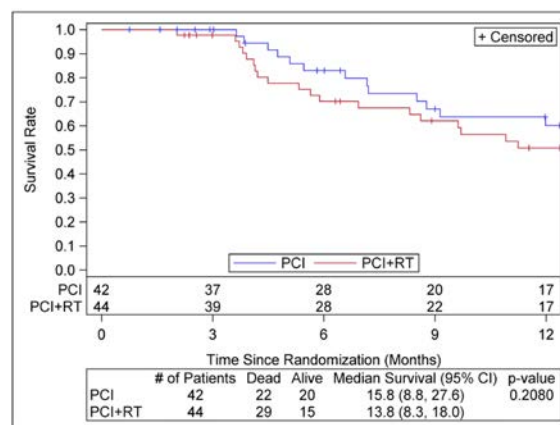 1.0
+ Censored
0.9
0.8
0.7
0.6
0.5
0.4
0.3
0.2
0.1
0.0
Survival Rate
PCI PCI+RT
PCI 42 37 28 20 17
PCI+RT 44 39 28 22 17
0 3 6 9 12
Time Since Randomization (Months)
# of Patients Dead Alive Median Survival (95% CI) p-value
PCI 42 22 20 15.8 (8.8, 27.6) 0.2080
PCI+RT 44 29 15 13.8 (8.3, 18.0)